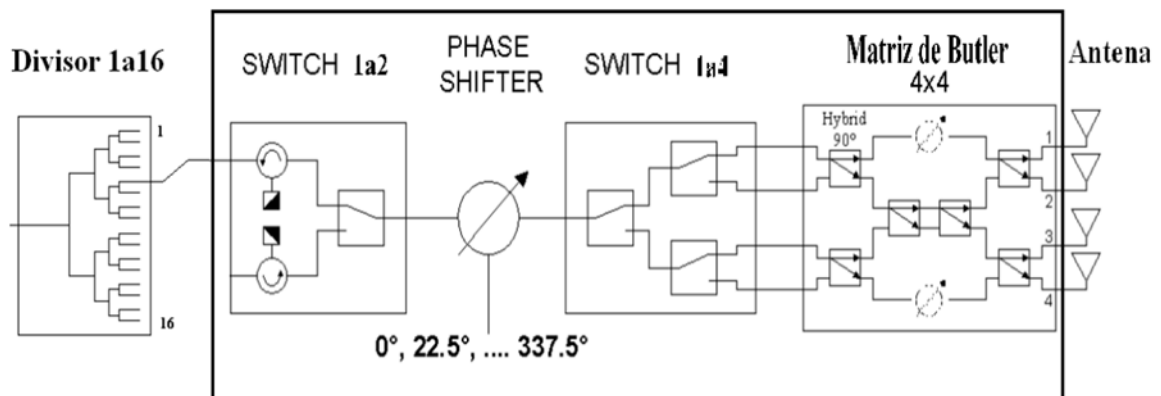 Divisor 1a16
1
16
SWITCH 1a2
PHASE
SHIFTER
0°, 22.5°, .... 337.5°
SWITCH 1a4
Matriz de Butler
4x4
Hybrid
90°
1
2
3
4
Antena